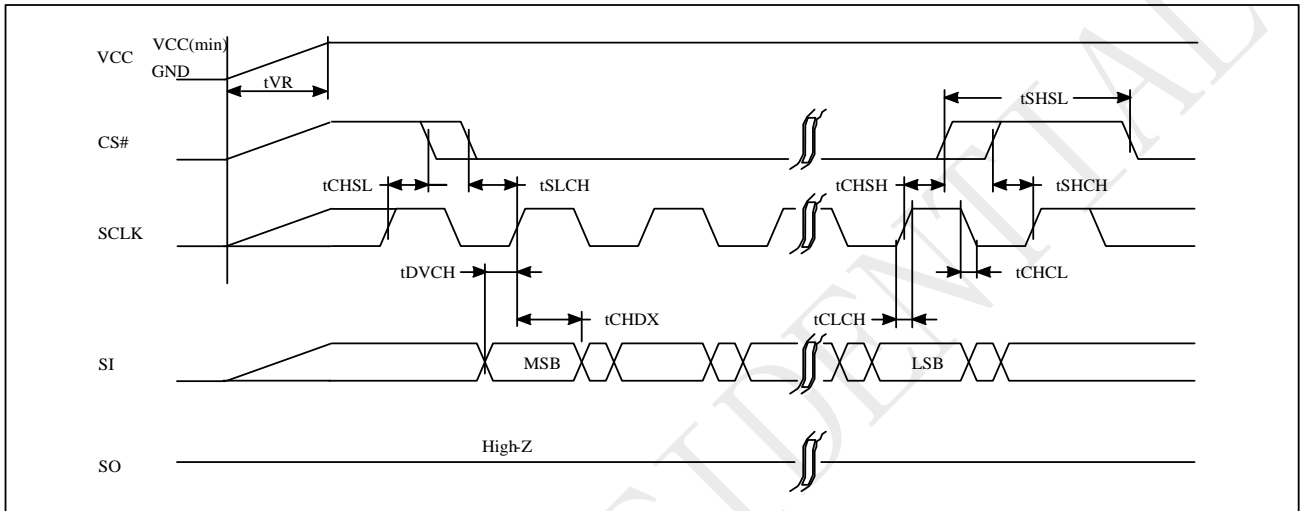 VCC
VCC(min)
GND
tVR
tSHSL
CS#
tCHSL
tSLCH
tCHSH
tSHCH
SCLK
tDVCH
tCHCL
tCHDX
tCLCH
SI
MSB
LSB
High-Z
SO